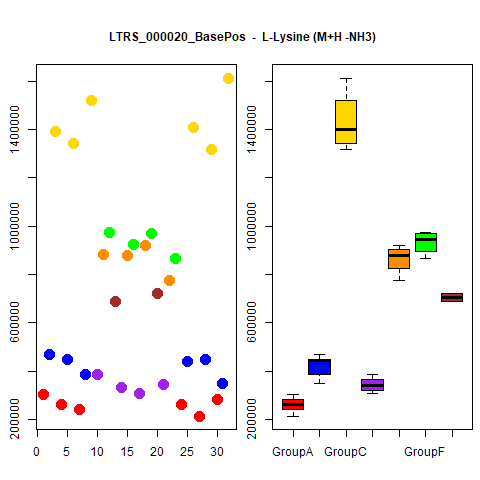 LTRS_000020_BasePos - L-Lysine (M+H -NH3)
1400000
1000000
600000
200000
0 5 10 15 20 25 30
1400000
1000000
600000
200000
GroupA GroupC GroupF